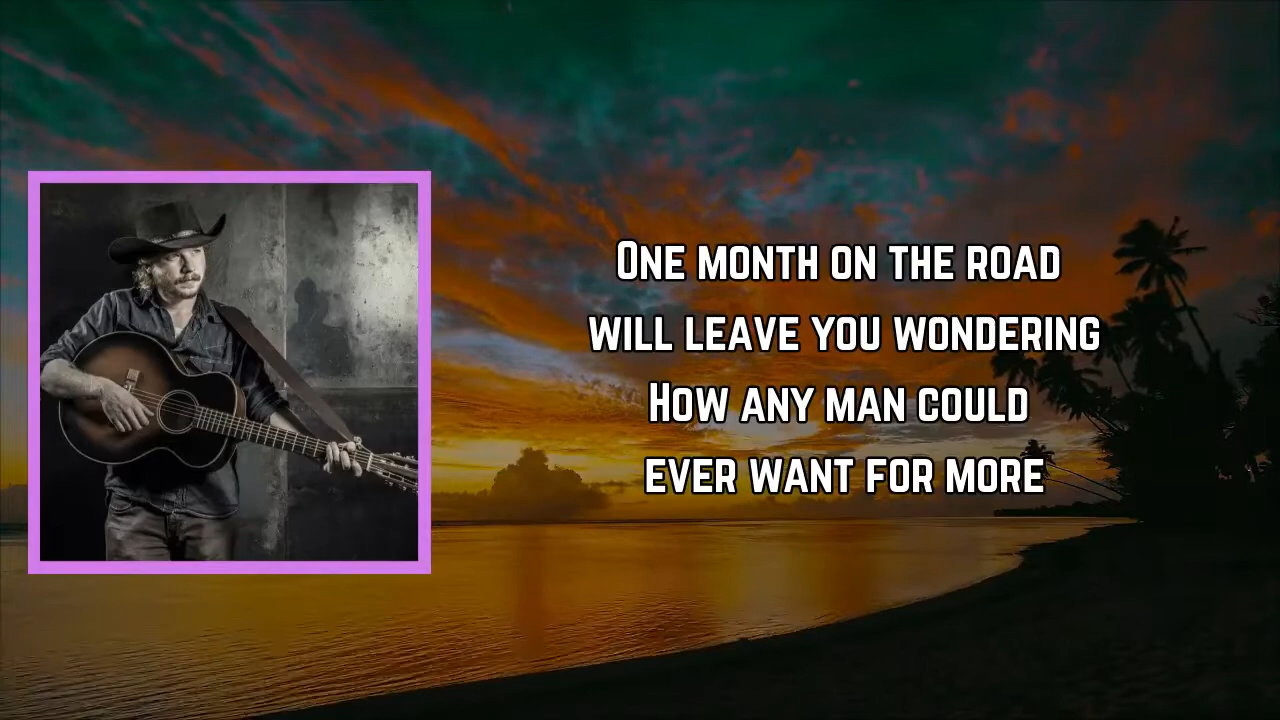 One month on the road
will leave you wondering
How any man could
ever want for more